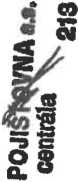 POJIŠŤOVNA a.s.
centrála 213